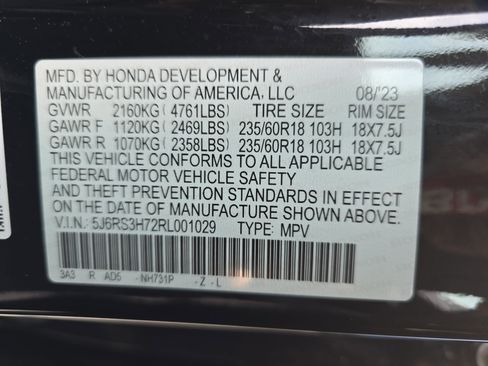 MFD. BY HONDA DEVELOPMENT &
MANUFACTURING OF AMERICA, LLC 08/'23
GVWR 2160KG(4761LBS) TIRE SIZE RIM SIZE
GAWR F 1120KG(2469LBS) 235/60R18 103H 18X7.5J
GAWR R 1070KG(2358LBS) 235/60R18 103H 18X7.5J
THIS VEHICLE CONFORMS TO ALL APPLICABLE
FEDERAL MOTOR VEHICLE SAFETY
AND THEFT PREVENTION STANDARDS IN EFFECT
ON THE DATE OF MANUFACTURE SHOWN ABOVE.
V.I.N.: 5J6RS3H72RL001029 TYPE: MPV
3A3 R AD5 -NH731P -Z-L